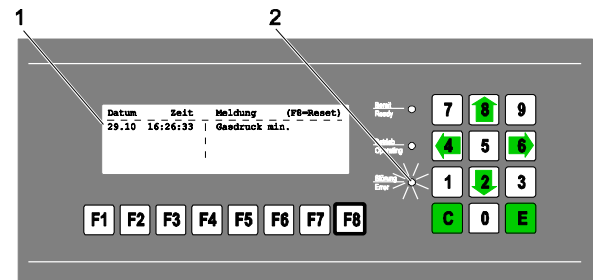 1
2
Datum Zeit Meldung (F8=Reset)
29.10 16:26:33 | Gasdruck min.
Bereit
Ready
Betrieb
Operating
Störung
Error
7 8 9
4 5 6
1 2 3
C 0 E
F1 F2 F3 F4 F5 F6 F7 F8